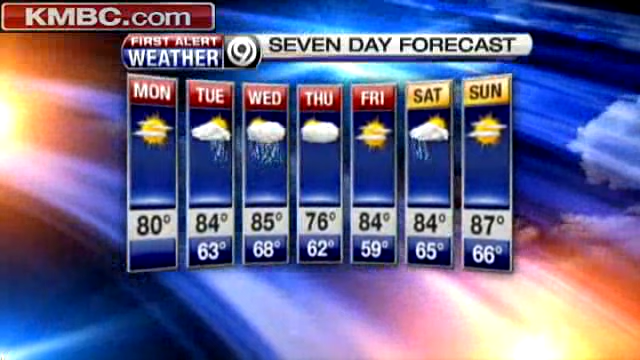 KMBC.com
FIRST ALERT
WEATHER 9
SEVEN DAY FORECAST
MON TUE WED THU FRI SAT SUN
80° 84° 85° 76° 84° 84° 87°
63° 68° 62° 59° 65° 66°